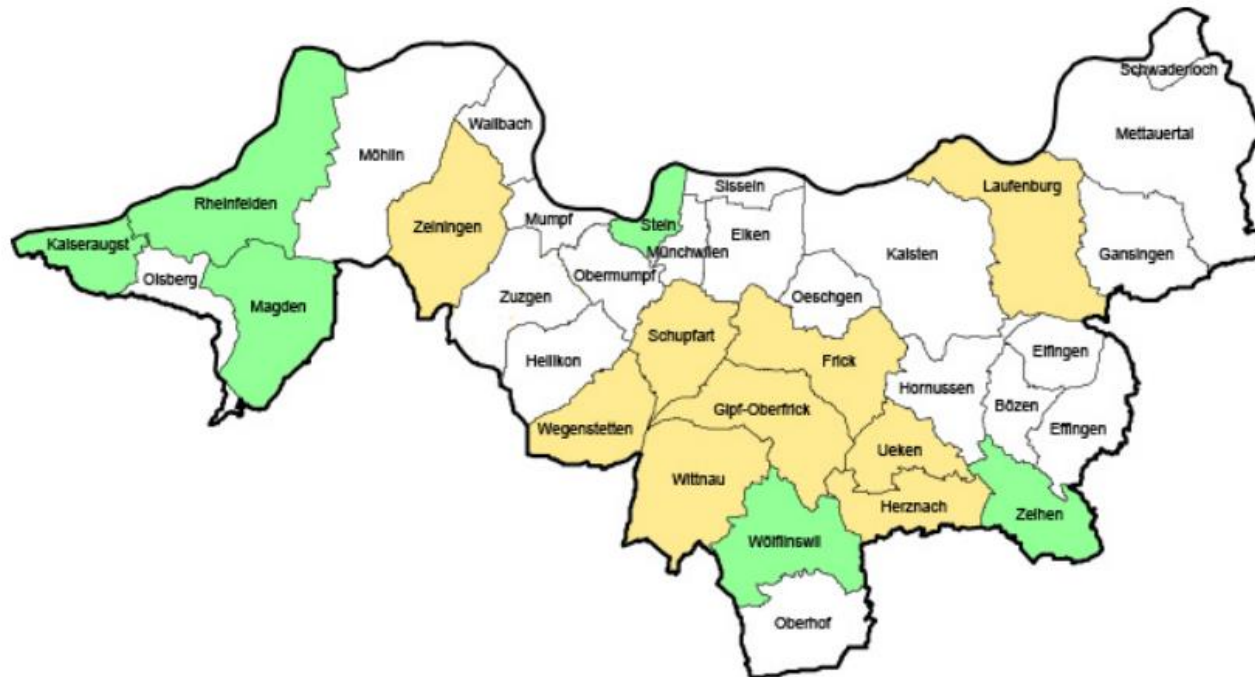 Schwaderloch
Mettauertal
Wallbach
Möhlin
Sisseln
Laufenburg
Rheinfelden
Mumpf
Stein
Zeiningen
Eiken
Kaiseraugst
Münchwilen
Kaisten
Gansingen
Olsberg
Obermumpf
Zuzgen
Oeschgen
Magden
Schupfart
Elfingen
Hellikon
Frick
Hornussen
Bözen
Gipf-Oberfrick
Wegenstetten
Effingen
Ueken
Wittnau
Herznach
Zeihen
Wölflinswil
Oberhof